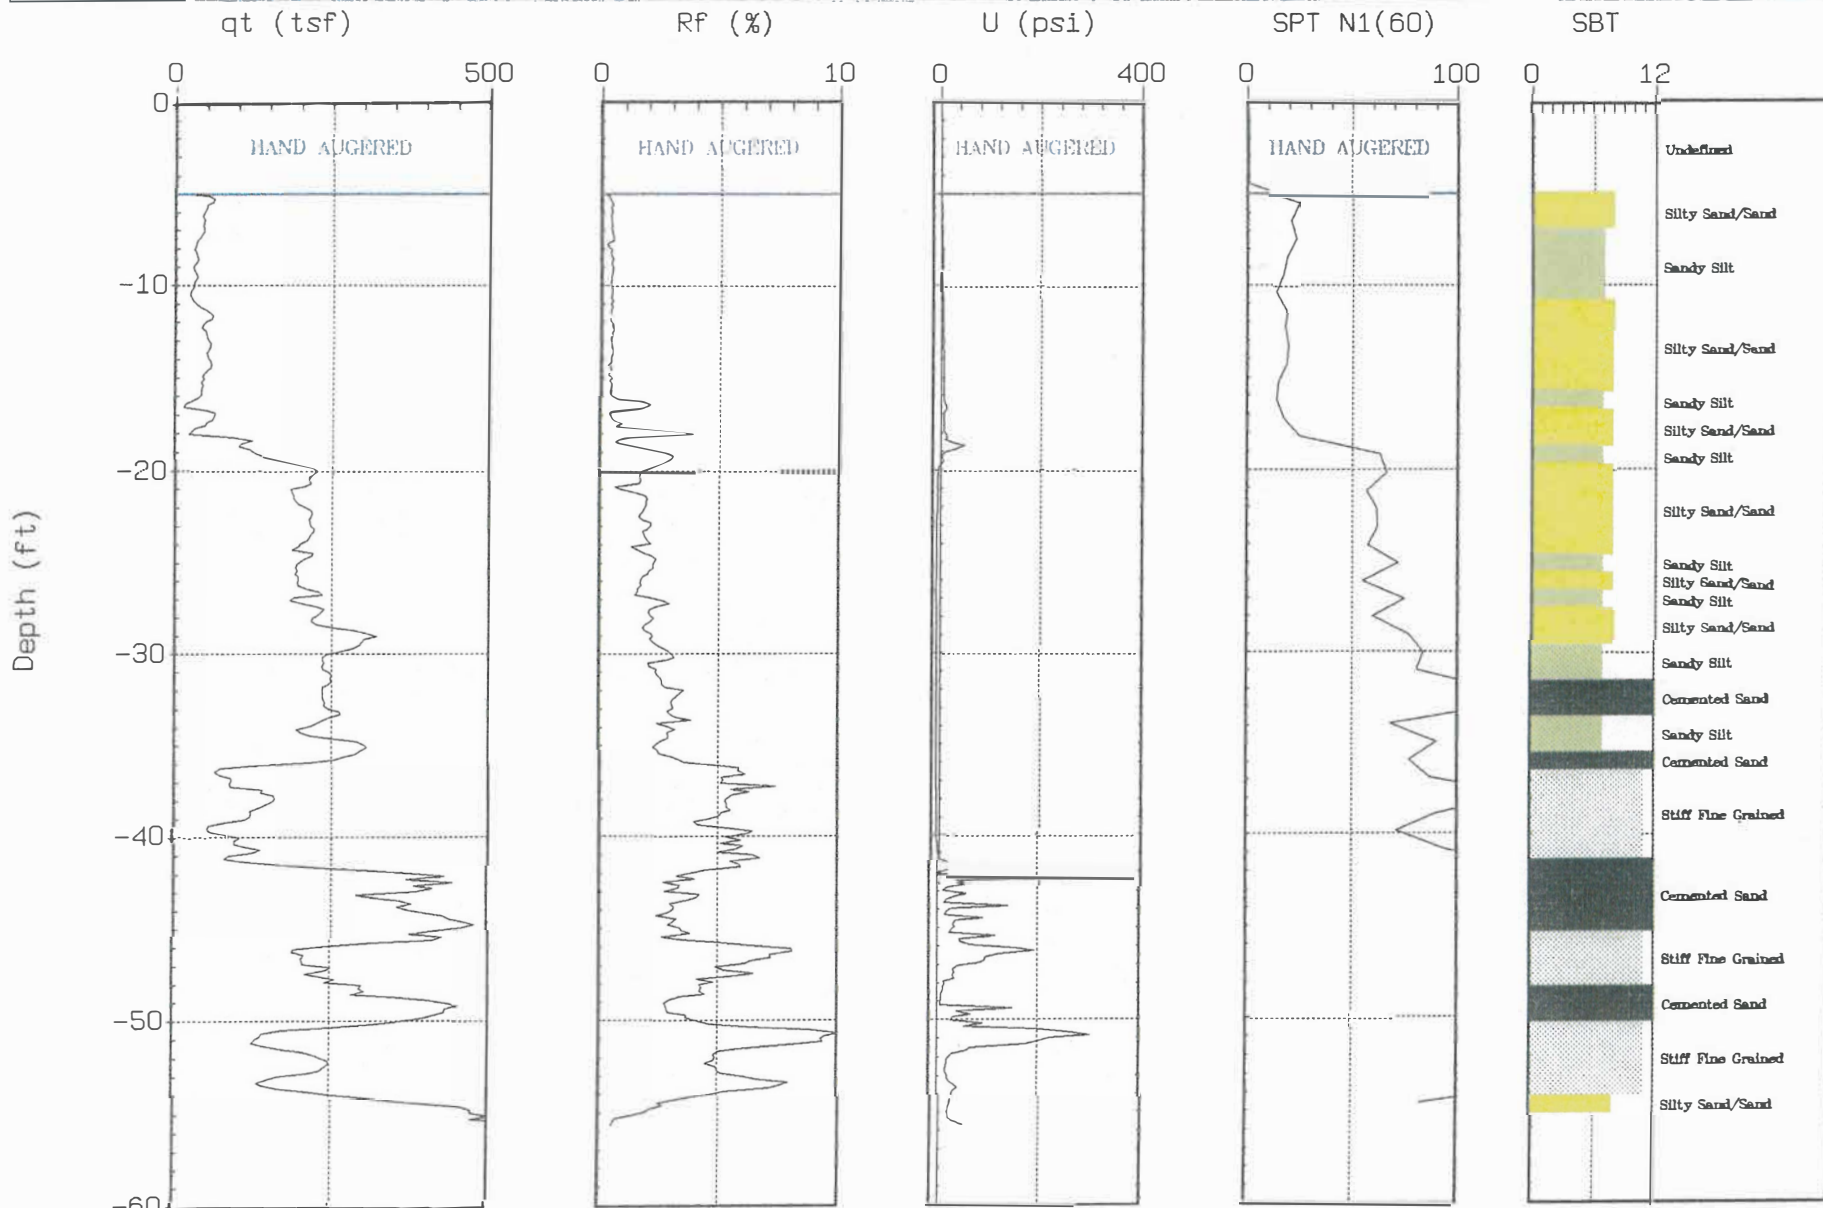 qt (tsf) Rf (%) U (psi) SPT N1(60) SBT
0 500 0 10 0 400 0 100 0 12
0
HAND AUGERED HAND AUGERED HAND AUGERED HAND AUGERED
Undefined
Silty Sand/Sand
Sandy Silt
-10
Silty Sand/Sand
Sandy Silt
Silty Sand/Sand
Sandy Silt
-20
Silty Sand/Sand
Depth (ft)
Sandy Silt
Silty Sand/Sand
Sandy Silt
Silty Sand/Sand
-30
Sandy Silt
Cemented Sand
Sandy Silt
Cemented Sand
Stiff Fine Grained
-40
Cemented Sand
Stiff Fine Grained
Cemented Sand
-50
Stiff Fine Grained
Silty Sand/Sand
-60